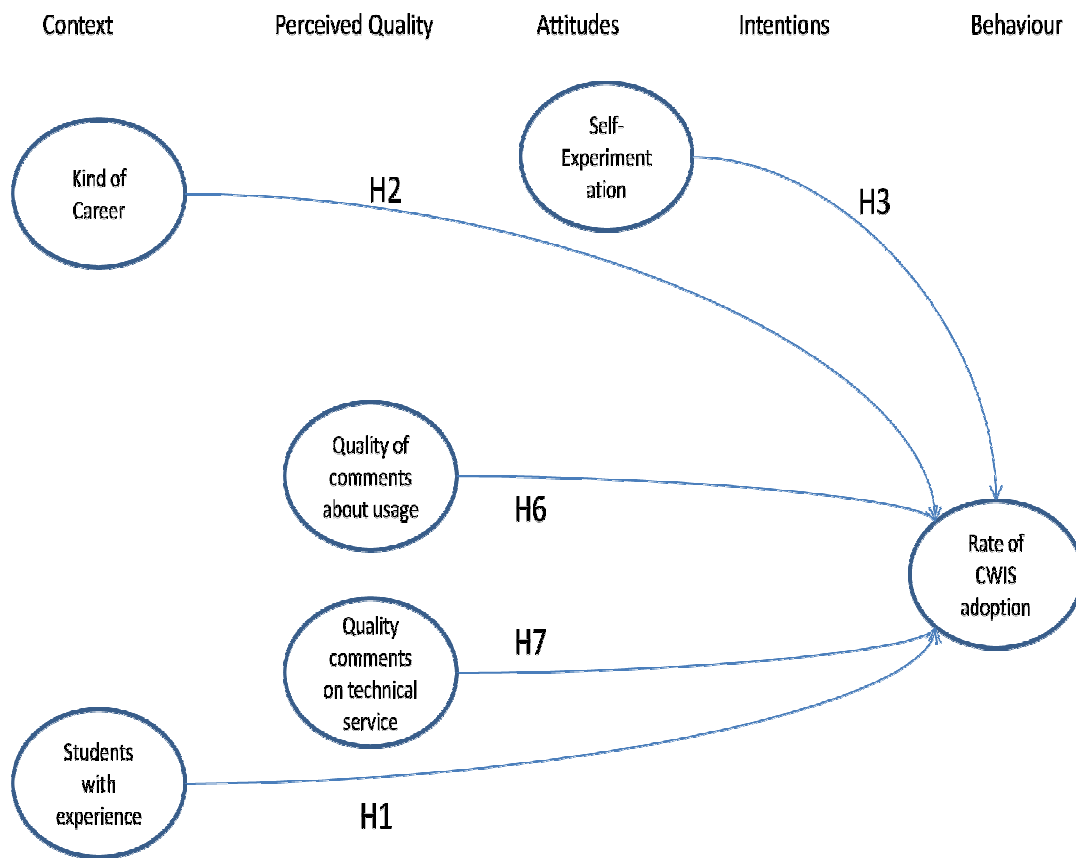 Context Perceived Quality Attitudes Intentions Behaviour
Self-
Experiment
ation
Kind of
Career
H2
H3
Quality of
comments
about usage
H6
Rate of
CWIS
adoption
Quality
comments
on technical
service
H7
Students
with
experience
H1